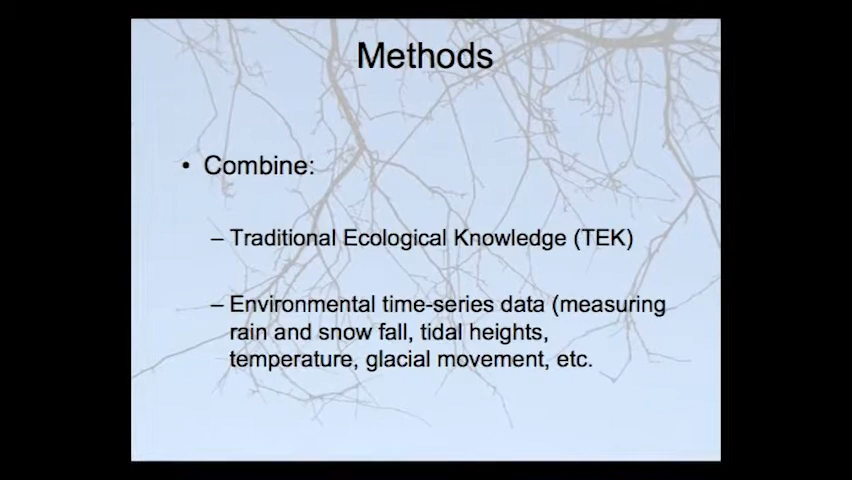 Methods
• Combine:
– Traditional Ecological Knowledge (TEK)
– Environmental time-series data (measuring
rain and snow fall, tidal heights,
temperature, glacial movement, etc.